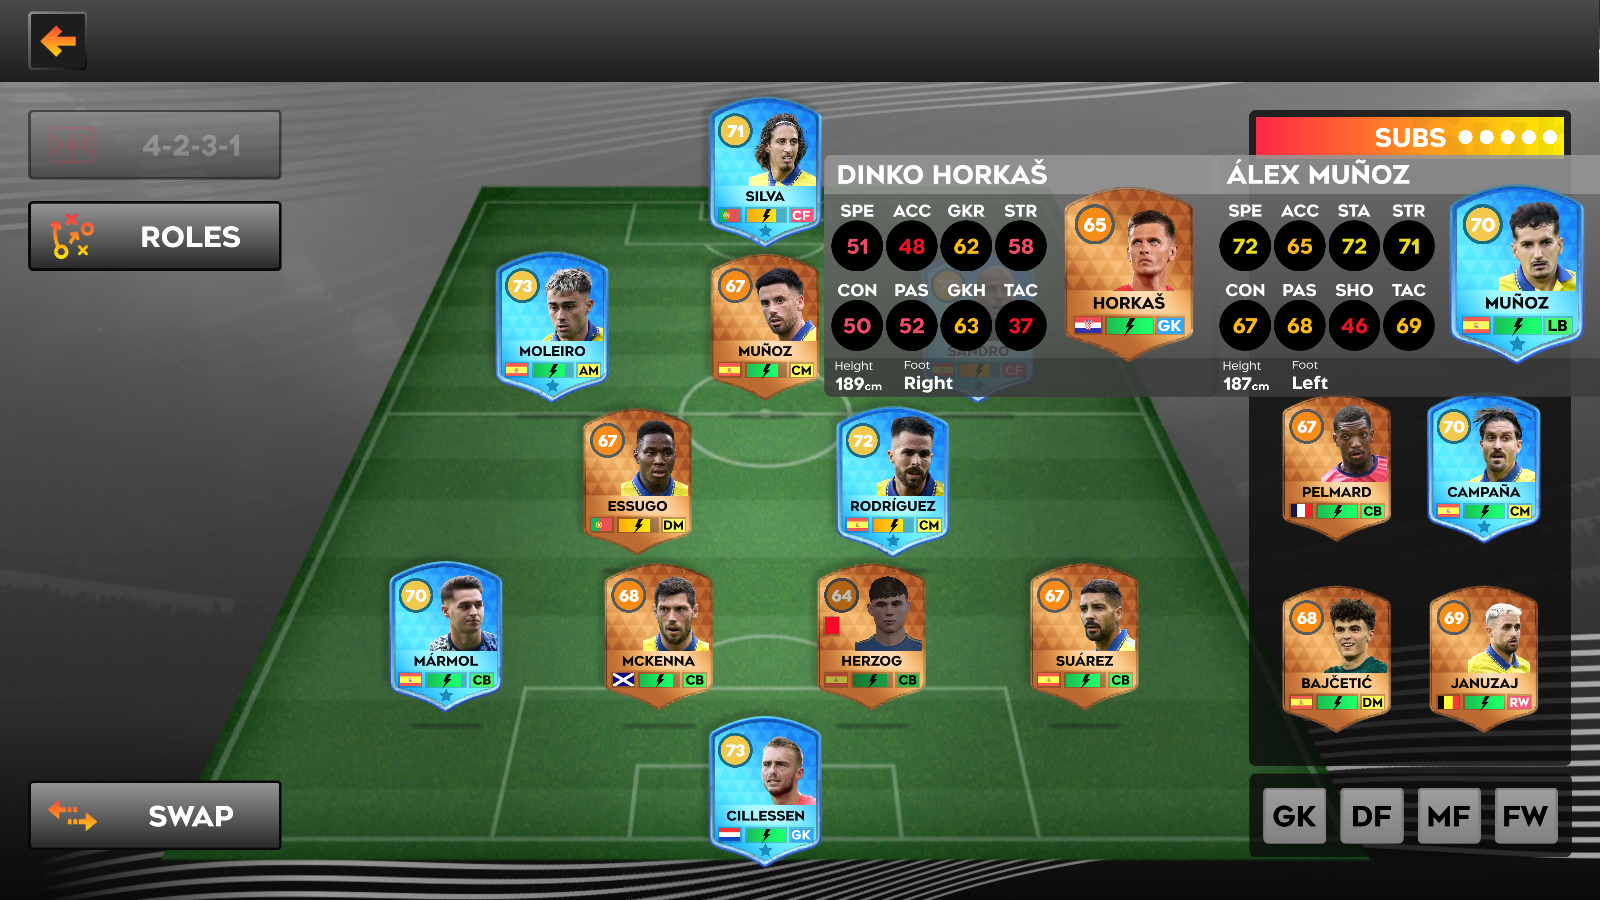 4-2-3-1
ROLES
SWAP
71
SILVA
CF
73
MOLEIRO
AM
67
MUÑOZ
CM
SANDRO
CF
67
ESSUGO
DM
72
RODRÍGUEZ
CM
70
MÁRMOL
CB
68
MCKENNA
CB
64
HERZOG
CB
67
SUÁREZ
CB
73
CILLESSEN
GK
DINKO HORKAŠ
SPE ACC GKR STR
51 48 62 58
CON PAS GKH TAC
50 52 63 37
Height Foot
189cm Right
65
HORKAŠ
GK
SUBS
ÁLEX MUÑOZ
SPE ACC STA STR
72 65 72 71
CON PAS SHO TAC
67 68 46 69
Height Foot
187cm Left
70
MUÑOZ
LB
67
PELMARD
CB
70
CAMPAÑA
CM
68
BAJČETIĆ
DM
69
JANUZAJ
RW
GK DF MF FW